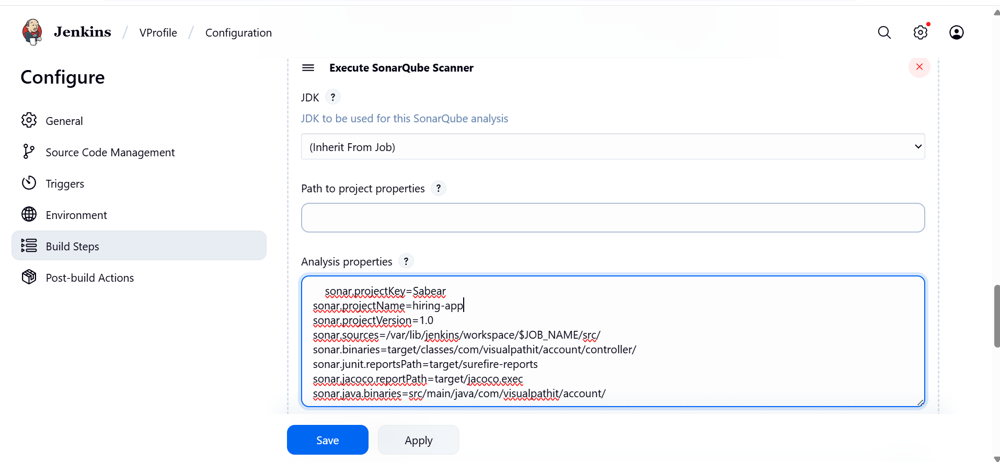 Jenkins / VProfile / Configuration
Configure
General
Source Code Management
Triggers
Environment
Build Steps
Post-build Actions
Execute SonarQube Scanner
JDK ?
JDK to be used for this SonarQube analysis
(Inherit From Job)
Path to project properties ?
Analysis properties ?
sonar.projectKey=Sabear
sonar.projectName=hiring-app
sonar.projectVersion=1.0
sonar.sources=/var/lib/jenkins/workspace/$JOB_NAME/src/
sonar.binaries=target/classes/com/visualpathit/account/controller/
sonar.junit.reportsPath=target/surefire-reports
sonar.jacoco.reportPath=target/jacoco.exec
sonar.java.binaries=src/main/java/com/visualpathit/account/
Save
Apply